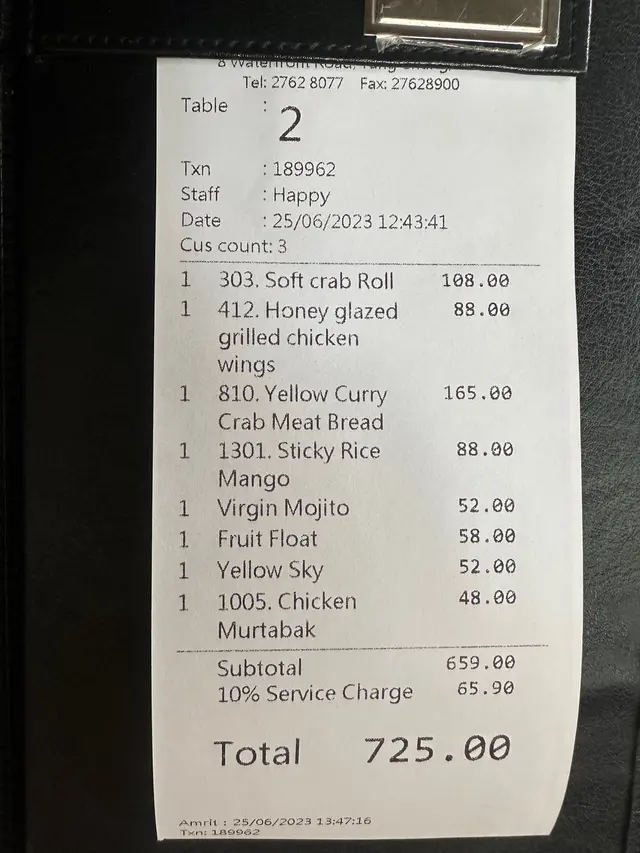 8 Waterfront Road,
Tel: 2762 8077 Fax: 27628900
Table : 2
Txn : 189962
Staff : Happy
Date : 25/06/2023 12:43:41
Cus count: 3
1 303. Soft crab Roll 108.00
1 412. Honey glazed 88.00
grilled chicken
wings
1 810. Yellow Curry 165.00
Crab Meat Bread
1 1301. Sticky Rice 88.00
Mango
1 Virgin Mojito 52.00
1 Fruit Float 58.00
1 Yellow Sky 52.00
1 1005. Chicken 48.00
Murtabak
Subtotal 659.00
10% Service Charge 65.90
Total 725.00
Amrit : 25/06/2023 13:47:16
Txn: 189962